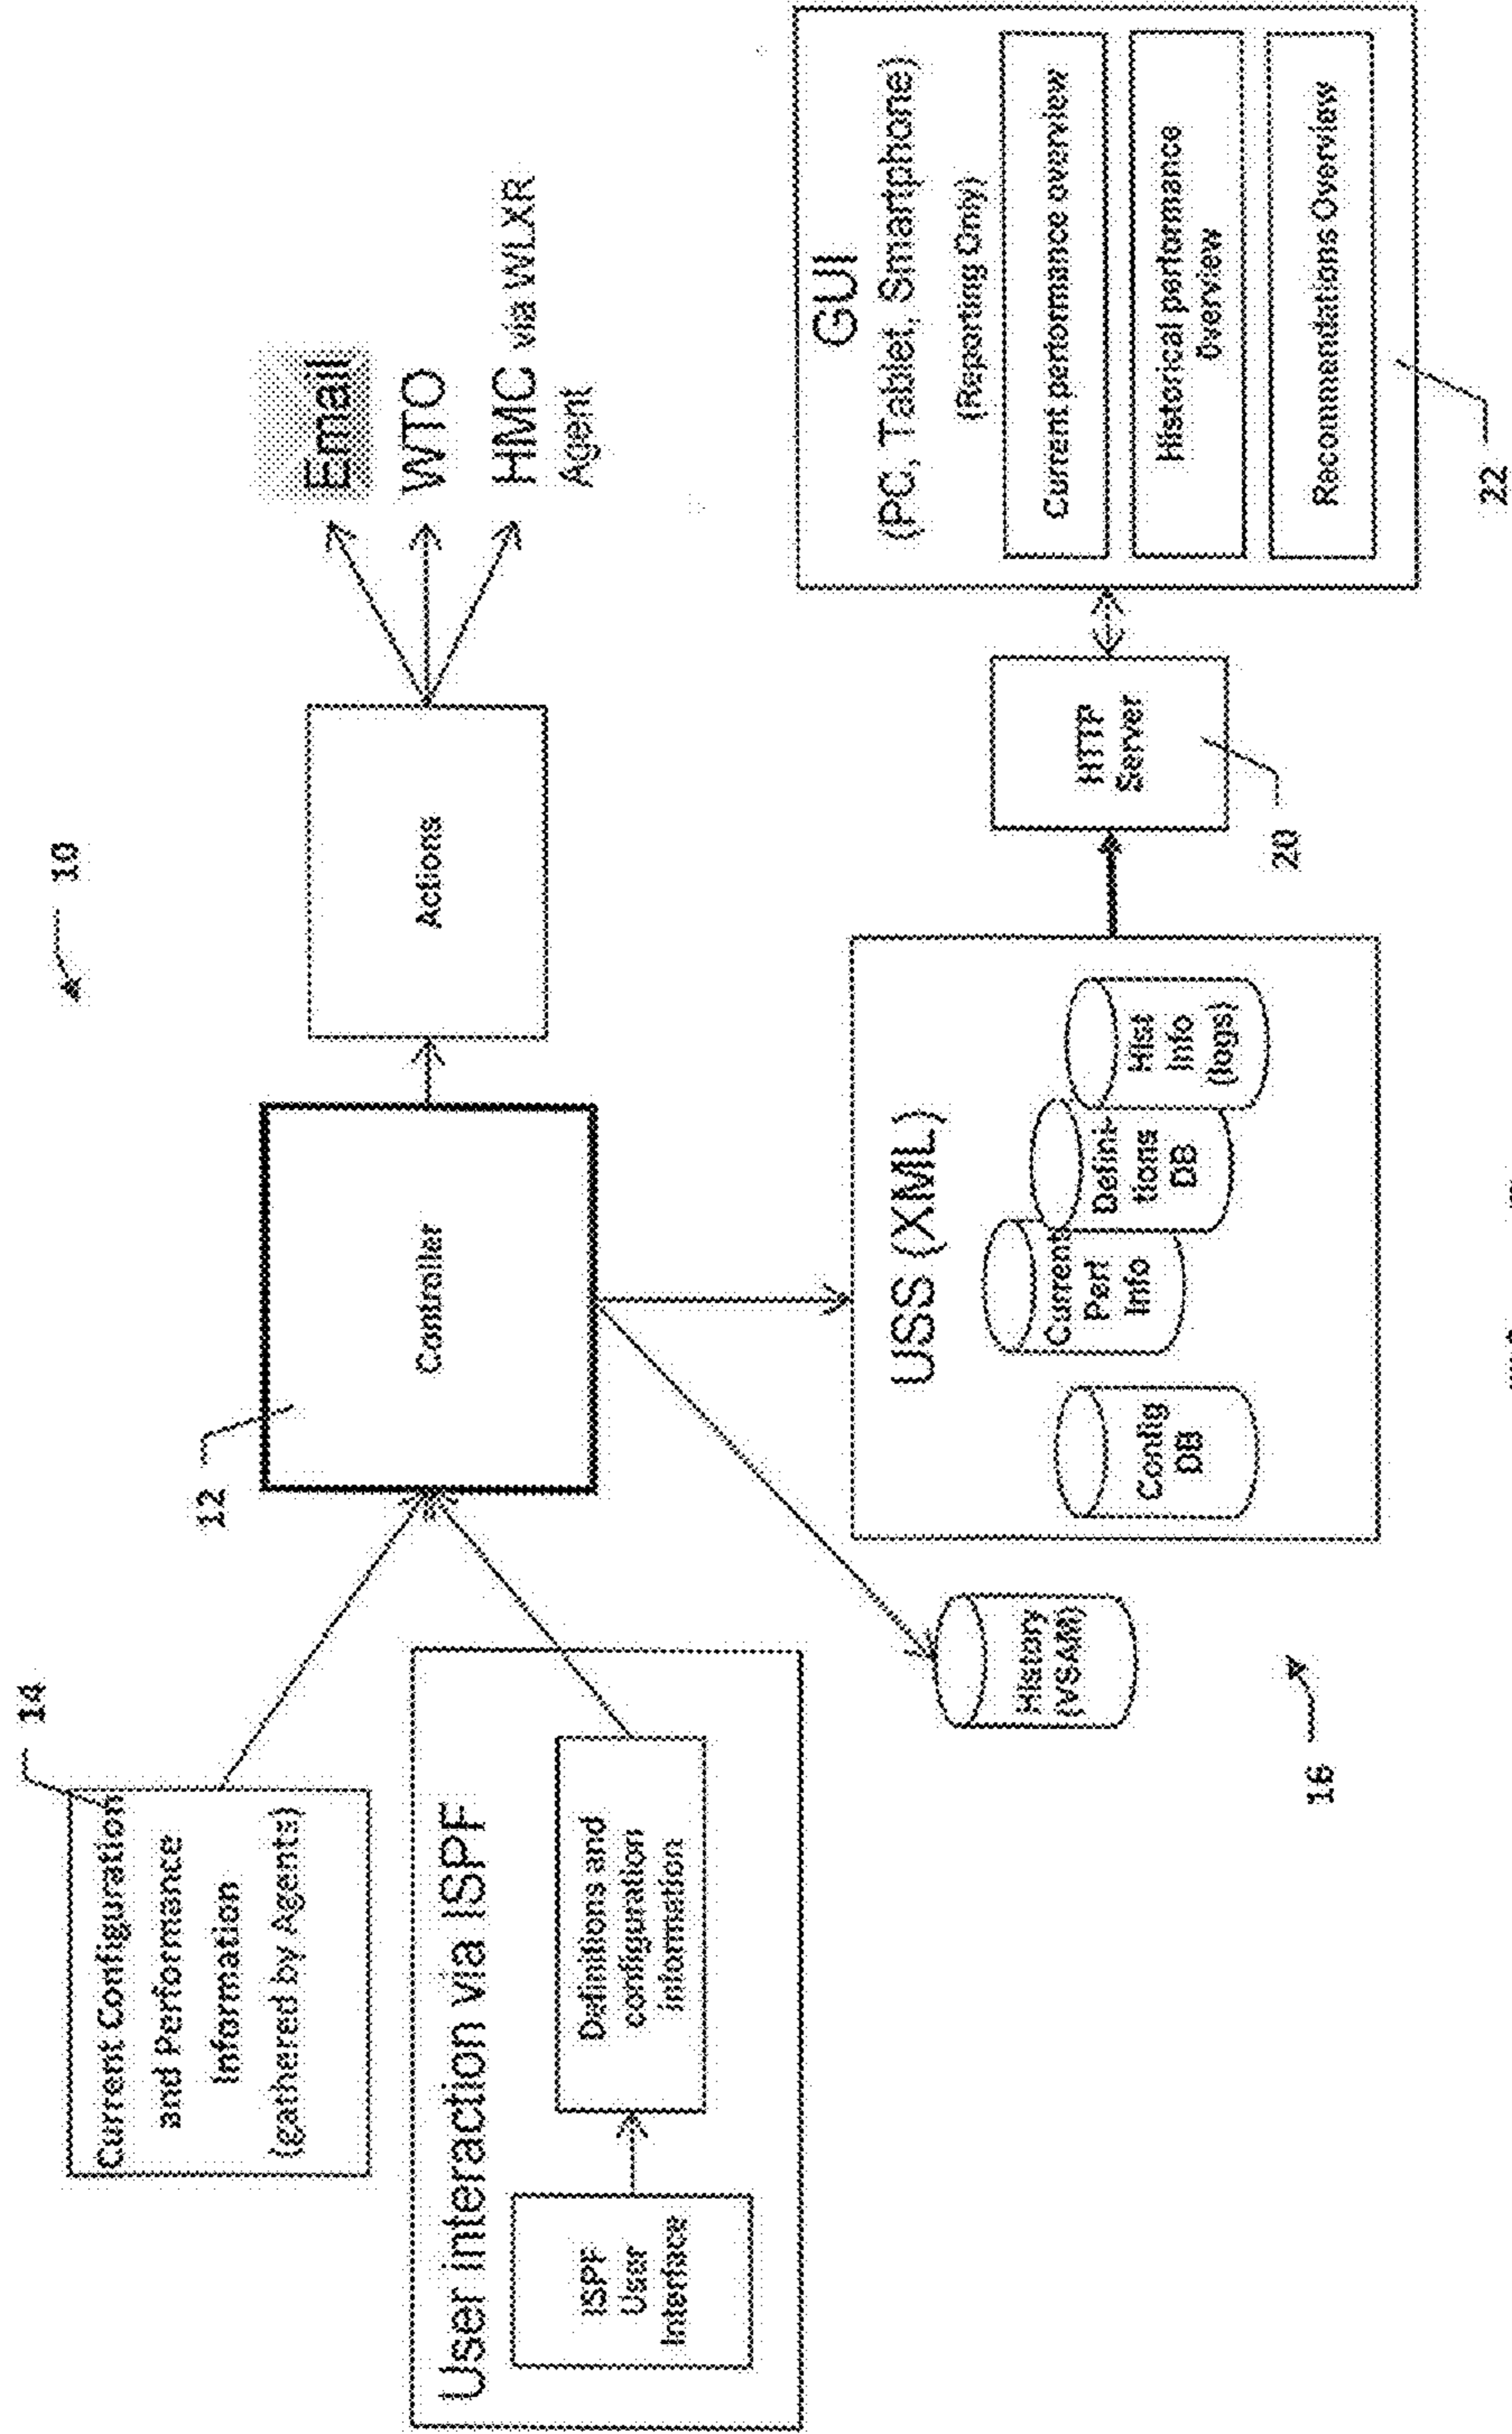 10
14
Current Configuration
and Performance
Information
(gathered by Agents)
User interaction via ISPF
ISPF
User
Interface
Definitions and
configuration
information
12
Controller
Actions
Email
WTO
HMC via WLXR
Agent
History
(VSAM)
16
USS (XML)
Config
DB
Current
Perf
Info
Defini-
tions
DB
Hist
Info
(logs)
HTTP
Server
20
GUI
(PC, Tablet, Smartphone)
(Reporting Only)
Current performance overview
Historical performance
Overview
Recommendations Overview
22